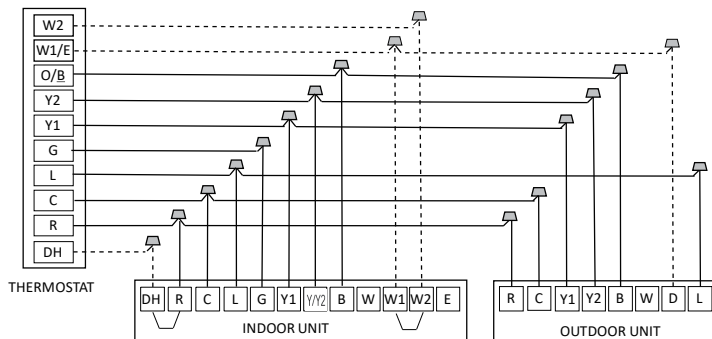 W2
W1/E
O/B
Y2
Y1
G
L
C
R
DH
THERMOSTAT
DH R C L G Y1 Y/Y2 B W W1 W2 E
INDOOR UNIT
R C Y1 Y2 B W D L
OUTDOOR UNIT